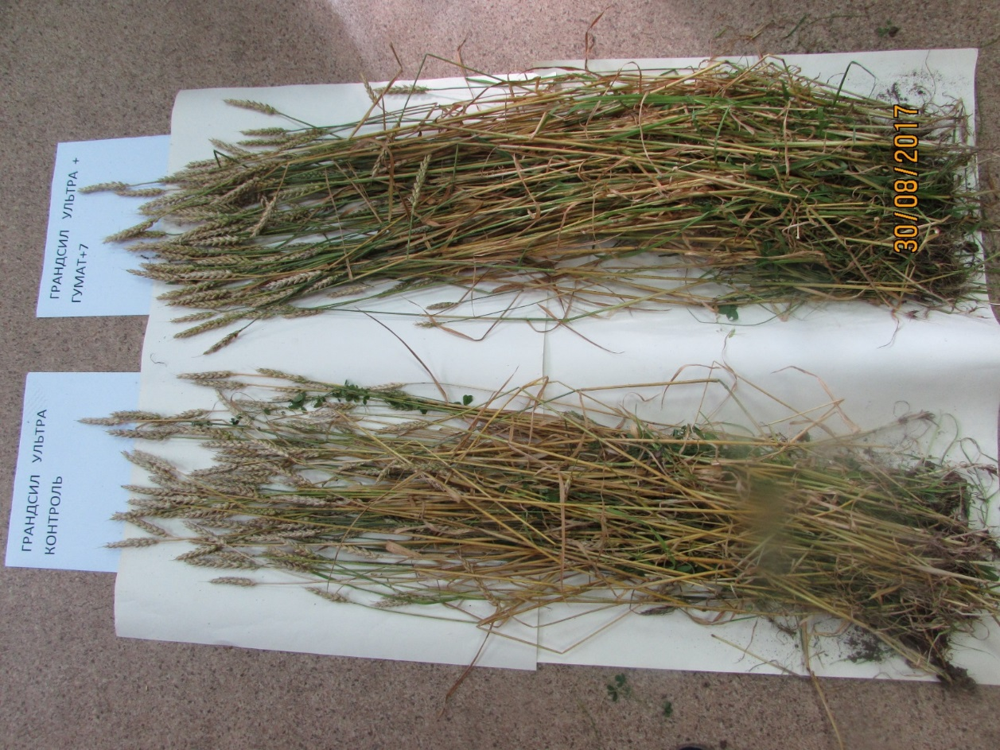 ГРАНДСИЛ УЛЬТРА +
ГУМАТ+7
ГРАНДСИЛ УЛЬТРА
КОНТРОЛЬ
30/08/2017